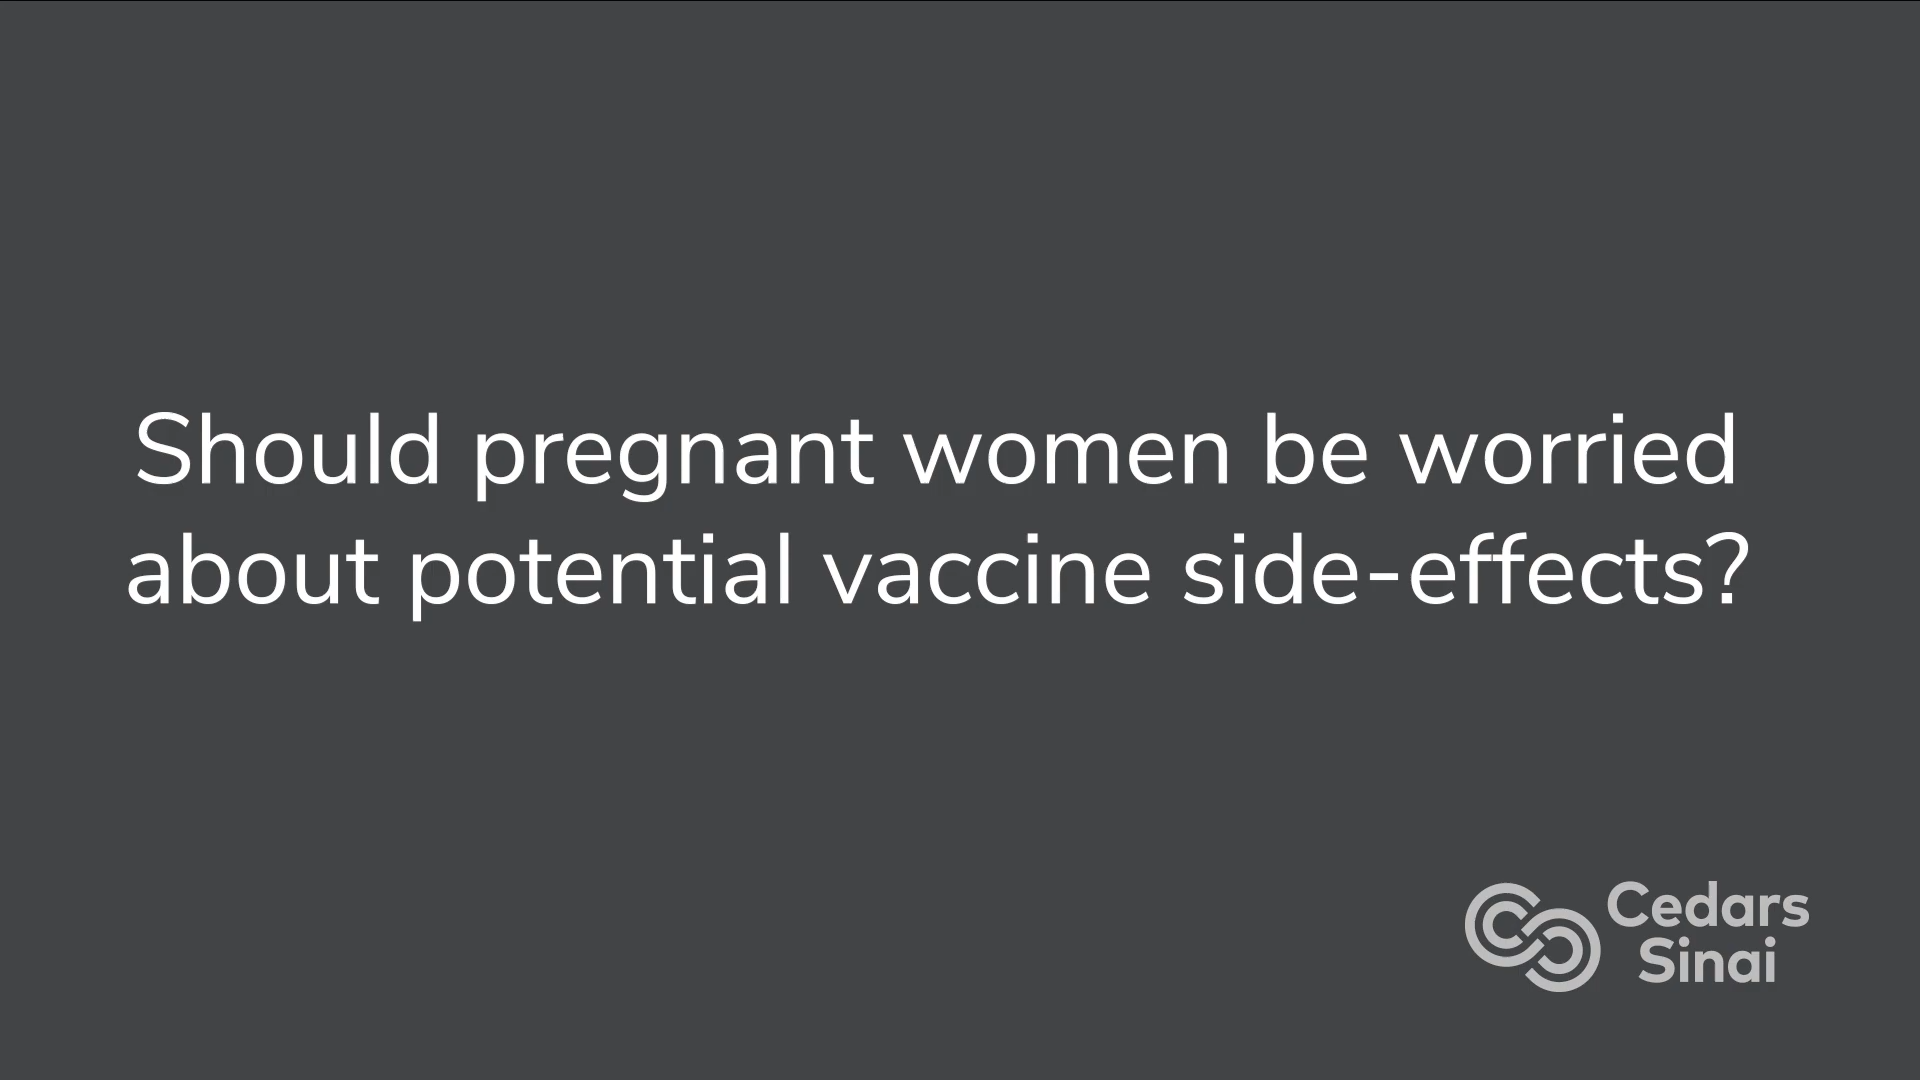 Should pregnant women be worried
about potential vaccine side-effects?
Cedars
Sinai